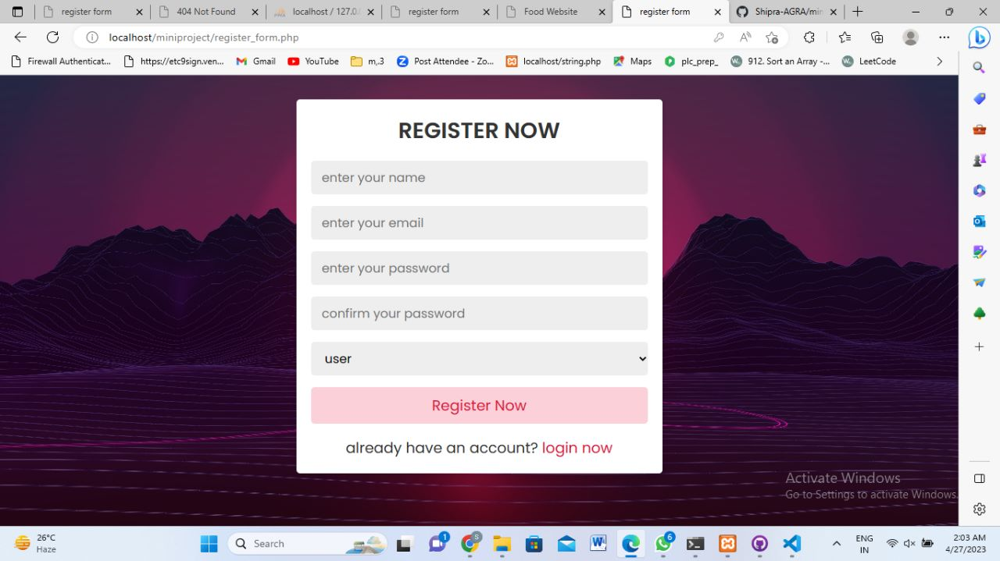 register form
404 Not Found
localhost / 127.0.
register form
Food Website
register form
Shipra-AGRA/min
localhost/miniproject/register_form.php
Firewall Authenticat...
https://etc9sign.ven...
Gmail
YouTube
m,.3
Post Attendee - Zo...
localhost/string.php
Maps
plc_prep_
912. Sort an Array -...
LeetCode
REGISTER NOW
enter your name
enter your email
enter your password
confirm your password
user
Register Now
already have an account? login now
Activate Windows
Go to Settings to activate Windows.
26°C
Haze
Search
1
S
6
ENG
IN
2:03 AM
4/27/2023